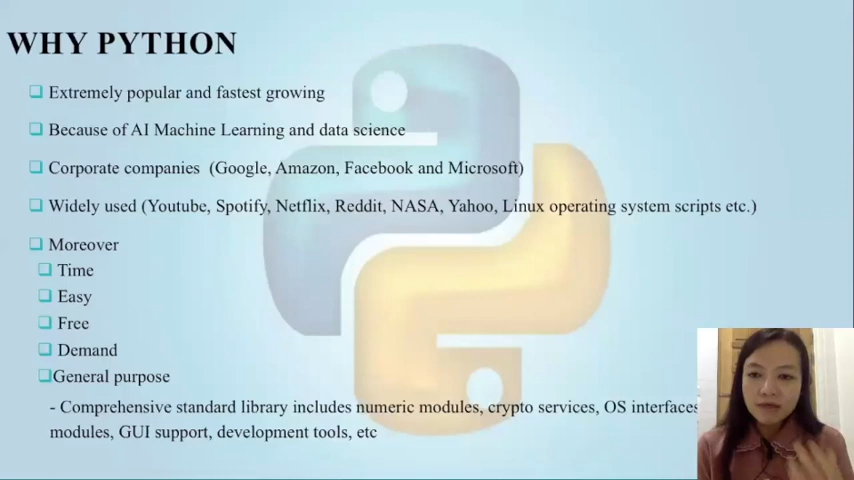 WHY PYTHON
Extremely popular and fastest growing
Because of AI Machine Learning and data science
Corporate companies (Google, Amazon, Facebook and Microsoft)
Widely used (Youtube, Spotify, Netflix, Reddit, NASA, Yahoo, Linux operating system scripts etc.)
Moreover
Time
Easy
Free
Demand
General purpose
- Comprehensive standard library includes numeric modules, crypto services, OS interfaces
modules, GUI support, development tools, etc